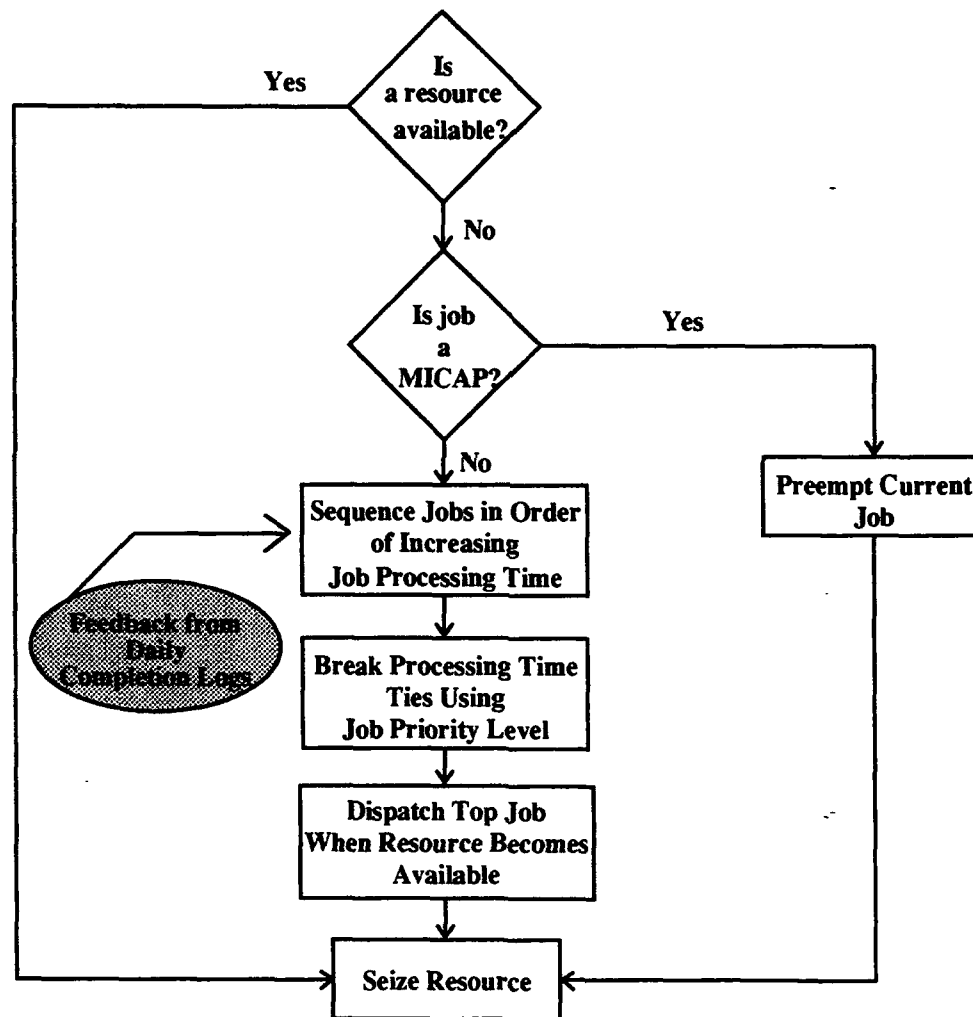 Is
a resource
available?
Yes
No
Is job
a
MICAP?
Yes
No
Sequence Jobs in Order
of Increasing
Job Processing Time
Preempt Current
Job
Feedback from
Daily
Completion Logs
Break Processing Time
Ties Using
Job Priority Level
Dispatch Top Job
When Resource Becomes
Available
Seize Resource